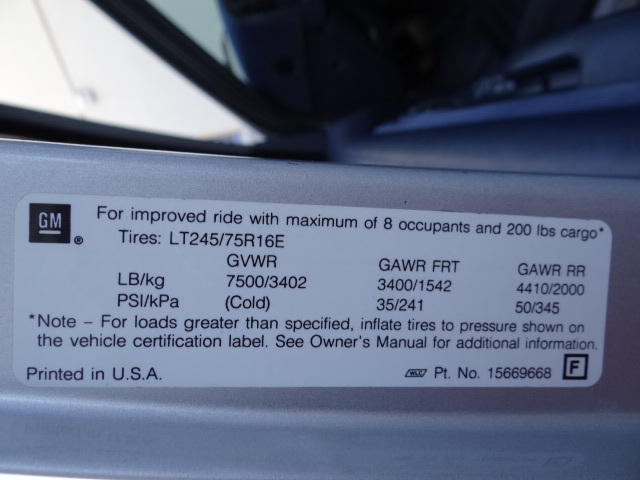 GM ® For improved ride with maximum of 8 occupants and 200 lbs cargo*
Tires: LT245/75R16E
GVWR GAWR FRT GAWR RR
LB/kg 7500/3402 3400/1542 4410/2000
PSI/kPa (Cold) 35/241 50/345
*Note – For loads greater than specified, inflate tires to pressure shown on
the vehicle certification label. See Owner's Manual for additional information.
Printed in U.S.A. Pt. No. 15669668 F